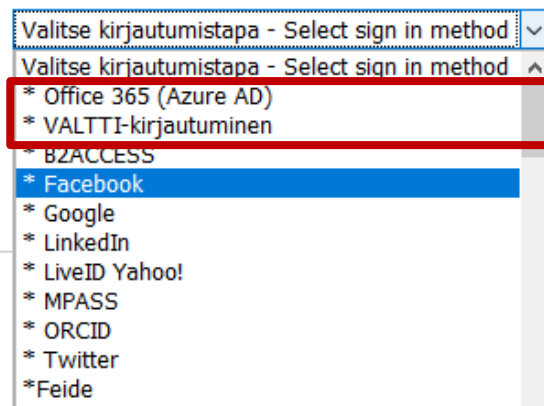 Valitse kirjautumistapa - Select sign in method
Valitse kirjautumistapa - Select sign in method
* Office 365 (Azure AD)
* VALTTI-kirjautuminen
* B2ACCESS
* Facebook
* Google
* LinkedIn
* LiveID Yahoo!
* MPASS
* ORCID
* Twitter
*Feide